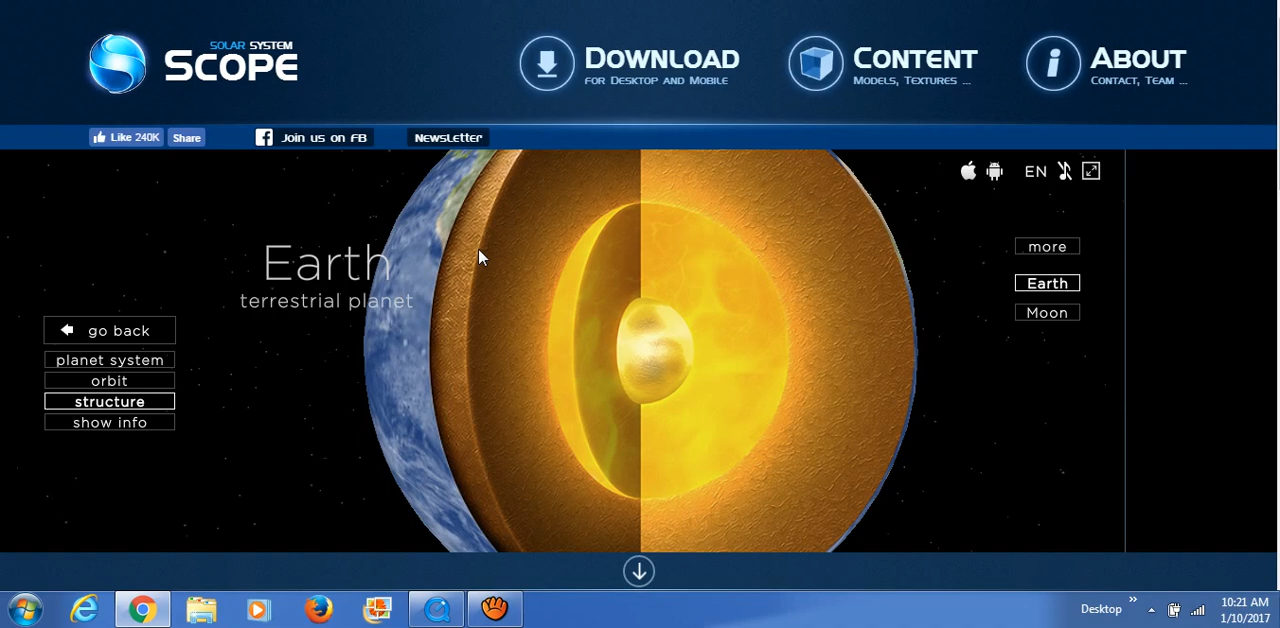 SOLAR SYSTEM
SCOPE
DOWNLOAD
FOR DESKTOP AND MOBILE
CONTENT
MODELS, TEXTURES ...
ABOUT
CONTACT, TEAM ...
Like 240K
Share
Join us on FB
Newsletter
EN
more
Earth
Moon
Earth
terrestrial planet
go back
planet system
orbit
structure
show info
Desktop
10:21 AM
1/10/2017